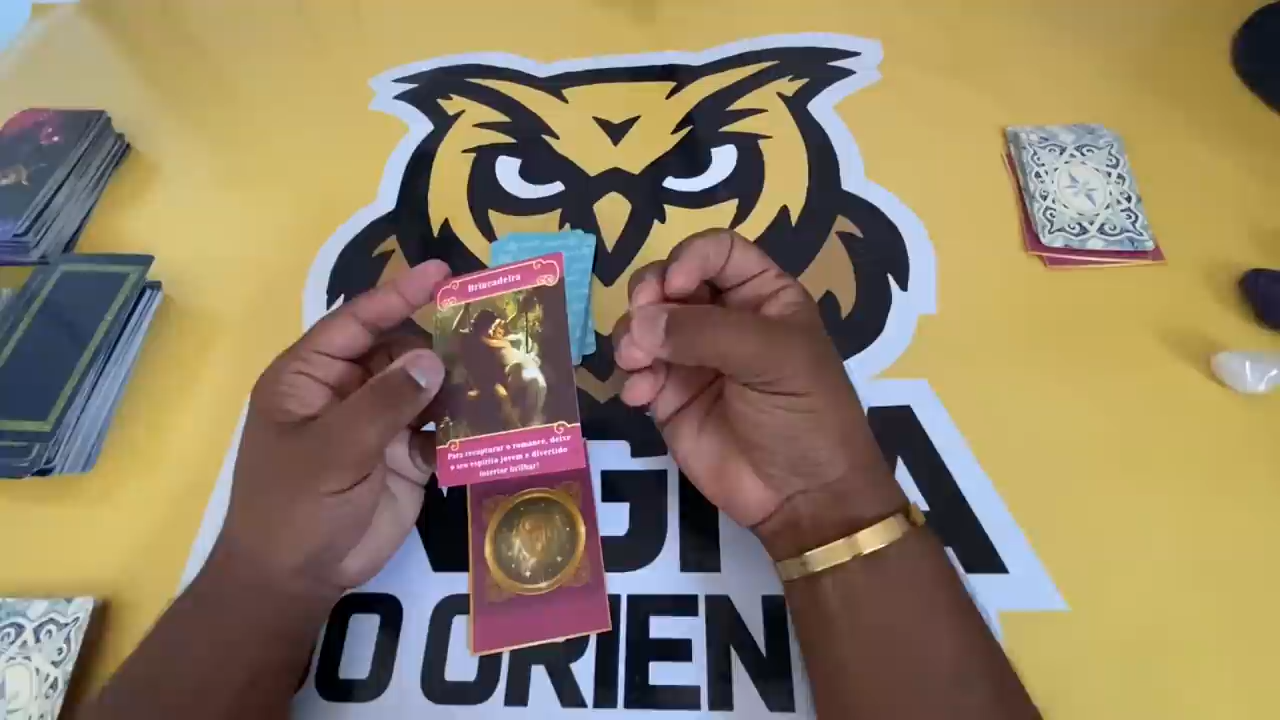 Brincadeira
Para recapturar o romance, deixe
o seu espírito jovem e divertido
interior brilhar!
O ORIEN